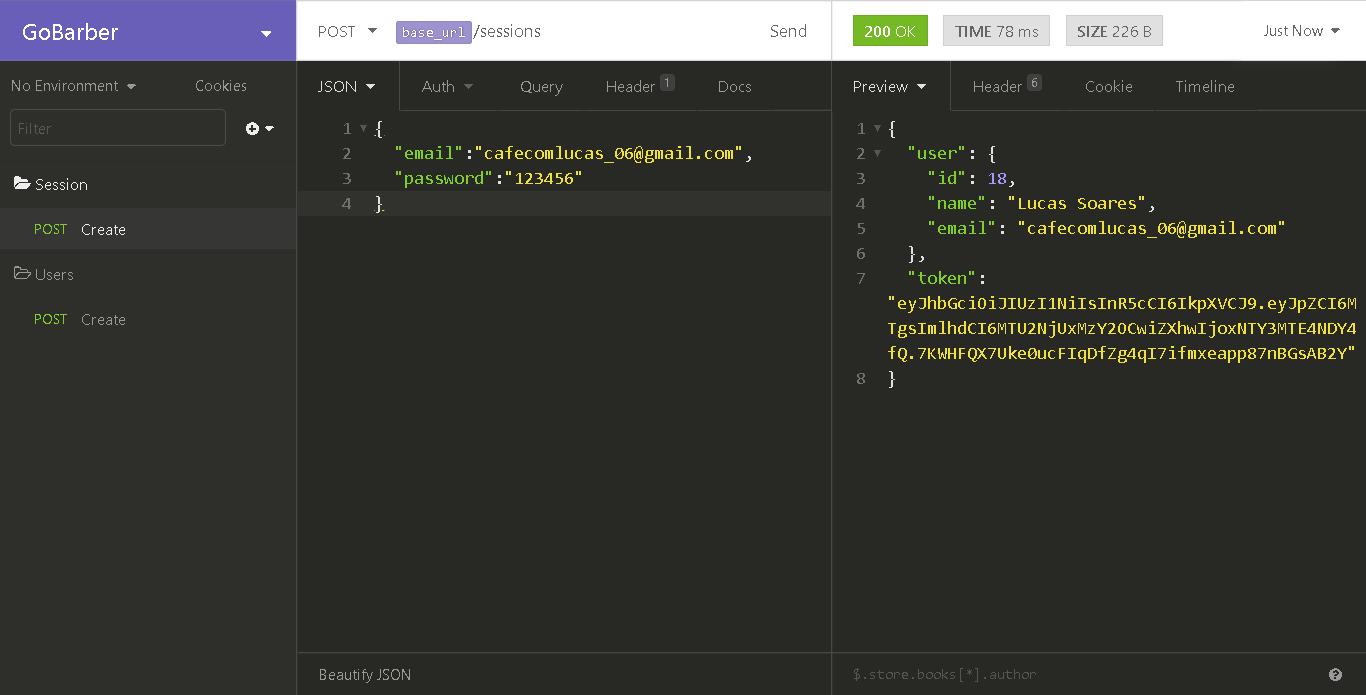 GoBarber
No Environment
Cookies
Filter
Session
POST Create
Users
POST Create
POST base_url/sessions Send
JSON Auth Query Header 1 Docs
1 {
2 "email":"cafecomlucas_06@gmail.com",
3 "password":"123456"
4 }
Beautify JSON
200 OK TIME 78 ms SIZE 226 B Just Now
Preview Header 6 Cookie Timeline
1 {
2 "user": {
3 "id": 18,
4 "name": "Lucas Soares",
5 "email": "cafecomlucas_06@gmail.com"
6 },
7 "token":
"eyJhbGciOiJIUzI1NiIsInR5cCI6IkpXVCJ9.eyJpZCI6M
TgsImlhdCI6MTU2NjUxMzY2OCwiZXhwIjoxNTY3MTE4NDY4
fQ.7KWHFQX7Uke0ucFIqDfZg4qI7ifmxeapp87nBGsAB2Y"
8 }
$.store.books[*].author